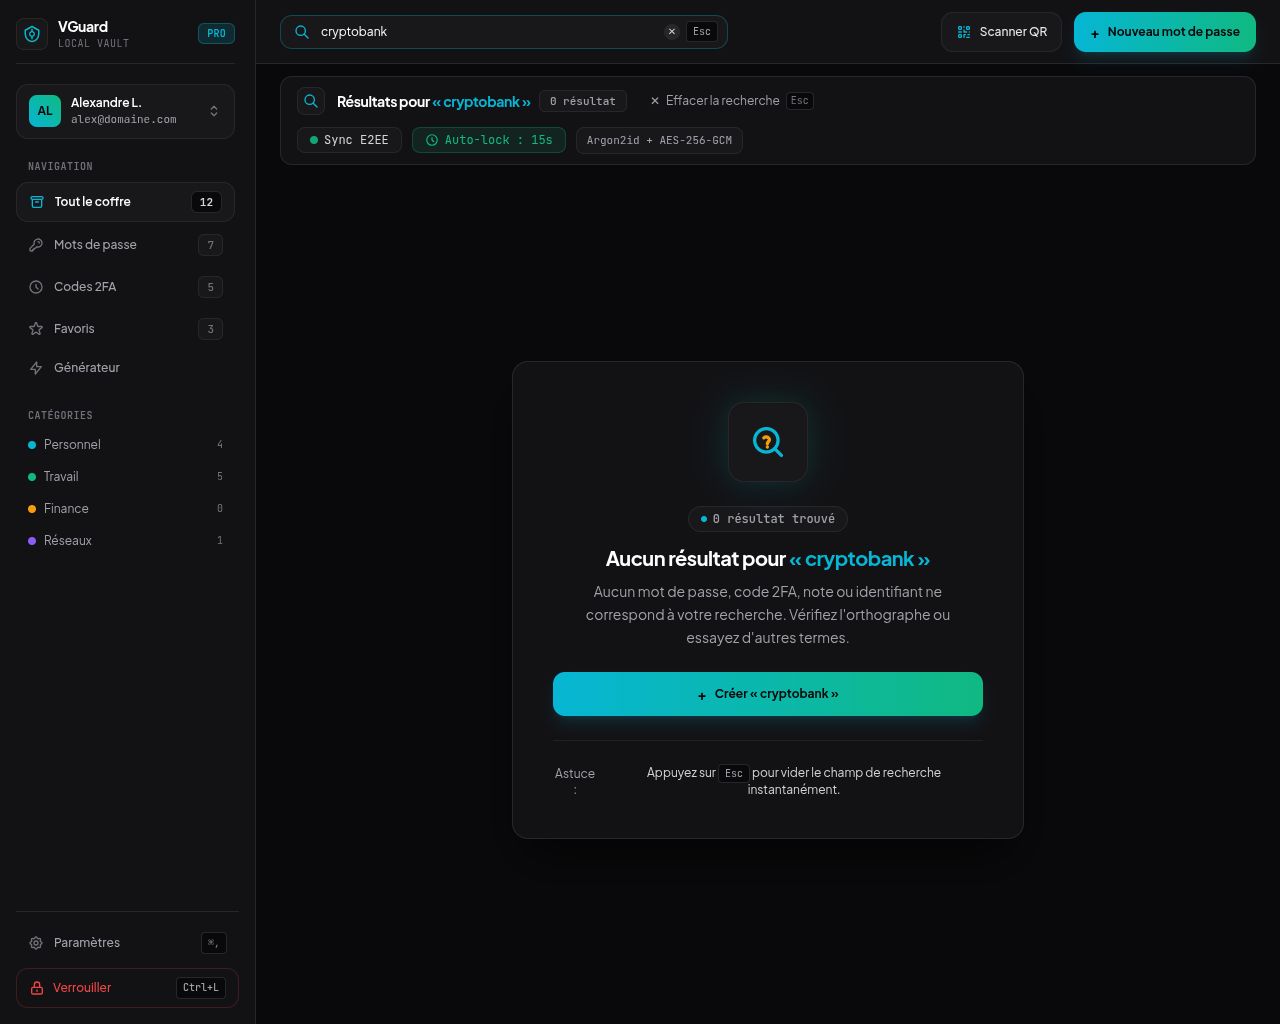 VGuard
LOCAL VAULT
PRO
AL
Alexandre L.
alex@domaine.com
NAVIGATION
Tout le coffre 12
Mots de passe 7
Codes 2FA 5
Favoris 3
Générateur
CATÉGORIES
Personnel 4
Travail 5
Finance 0
Réseaux 1
Paramètres ⌘,
Verrouiller Ctrl+L
cryptobank ✕ Esc
Scanner QR
+ Nouveau mot de passe
Résultats pour « cryptobank » 0 résultat ✕ Effacer la recherche Esc
Sync E2EE Auto-lock : 15s Argon2id + AES-256-GCM
?
0 résultat trouvé
Aucun résultat pour « cryptobank »
Aucun mot de passe, code 2FA, note ou identifiant ne
correspond à votre recherche. Vérifiez l'orthographe ou
essayez d'autres termes.
+ Créer « cryptobank »
Astuce
:
Appuyez sur Esc pour vider le champ de recherche
instantanément.